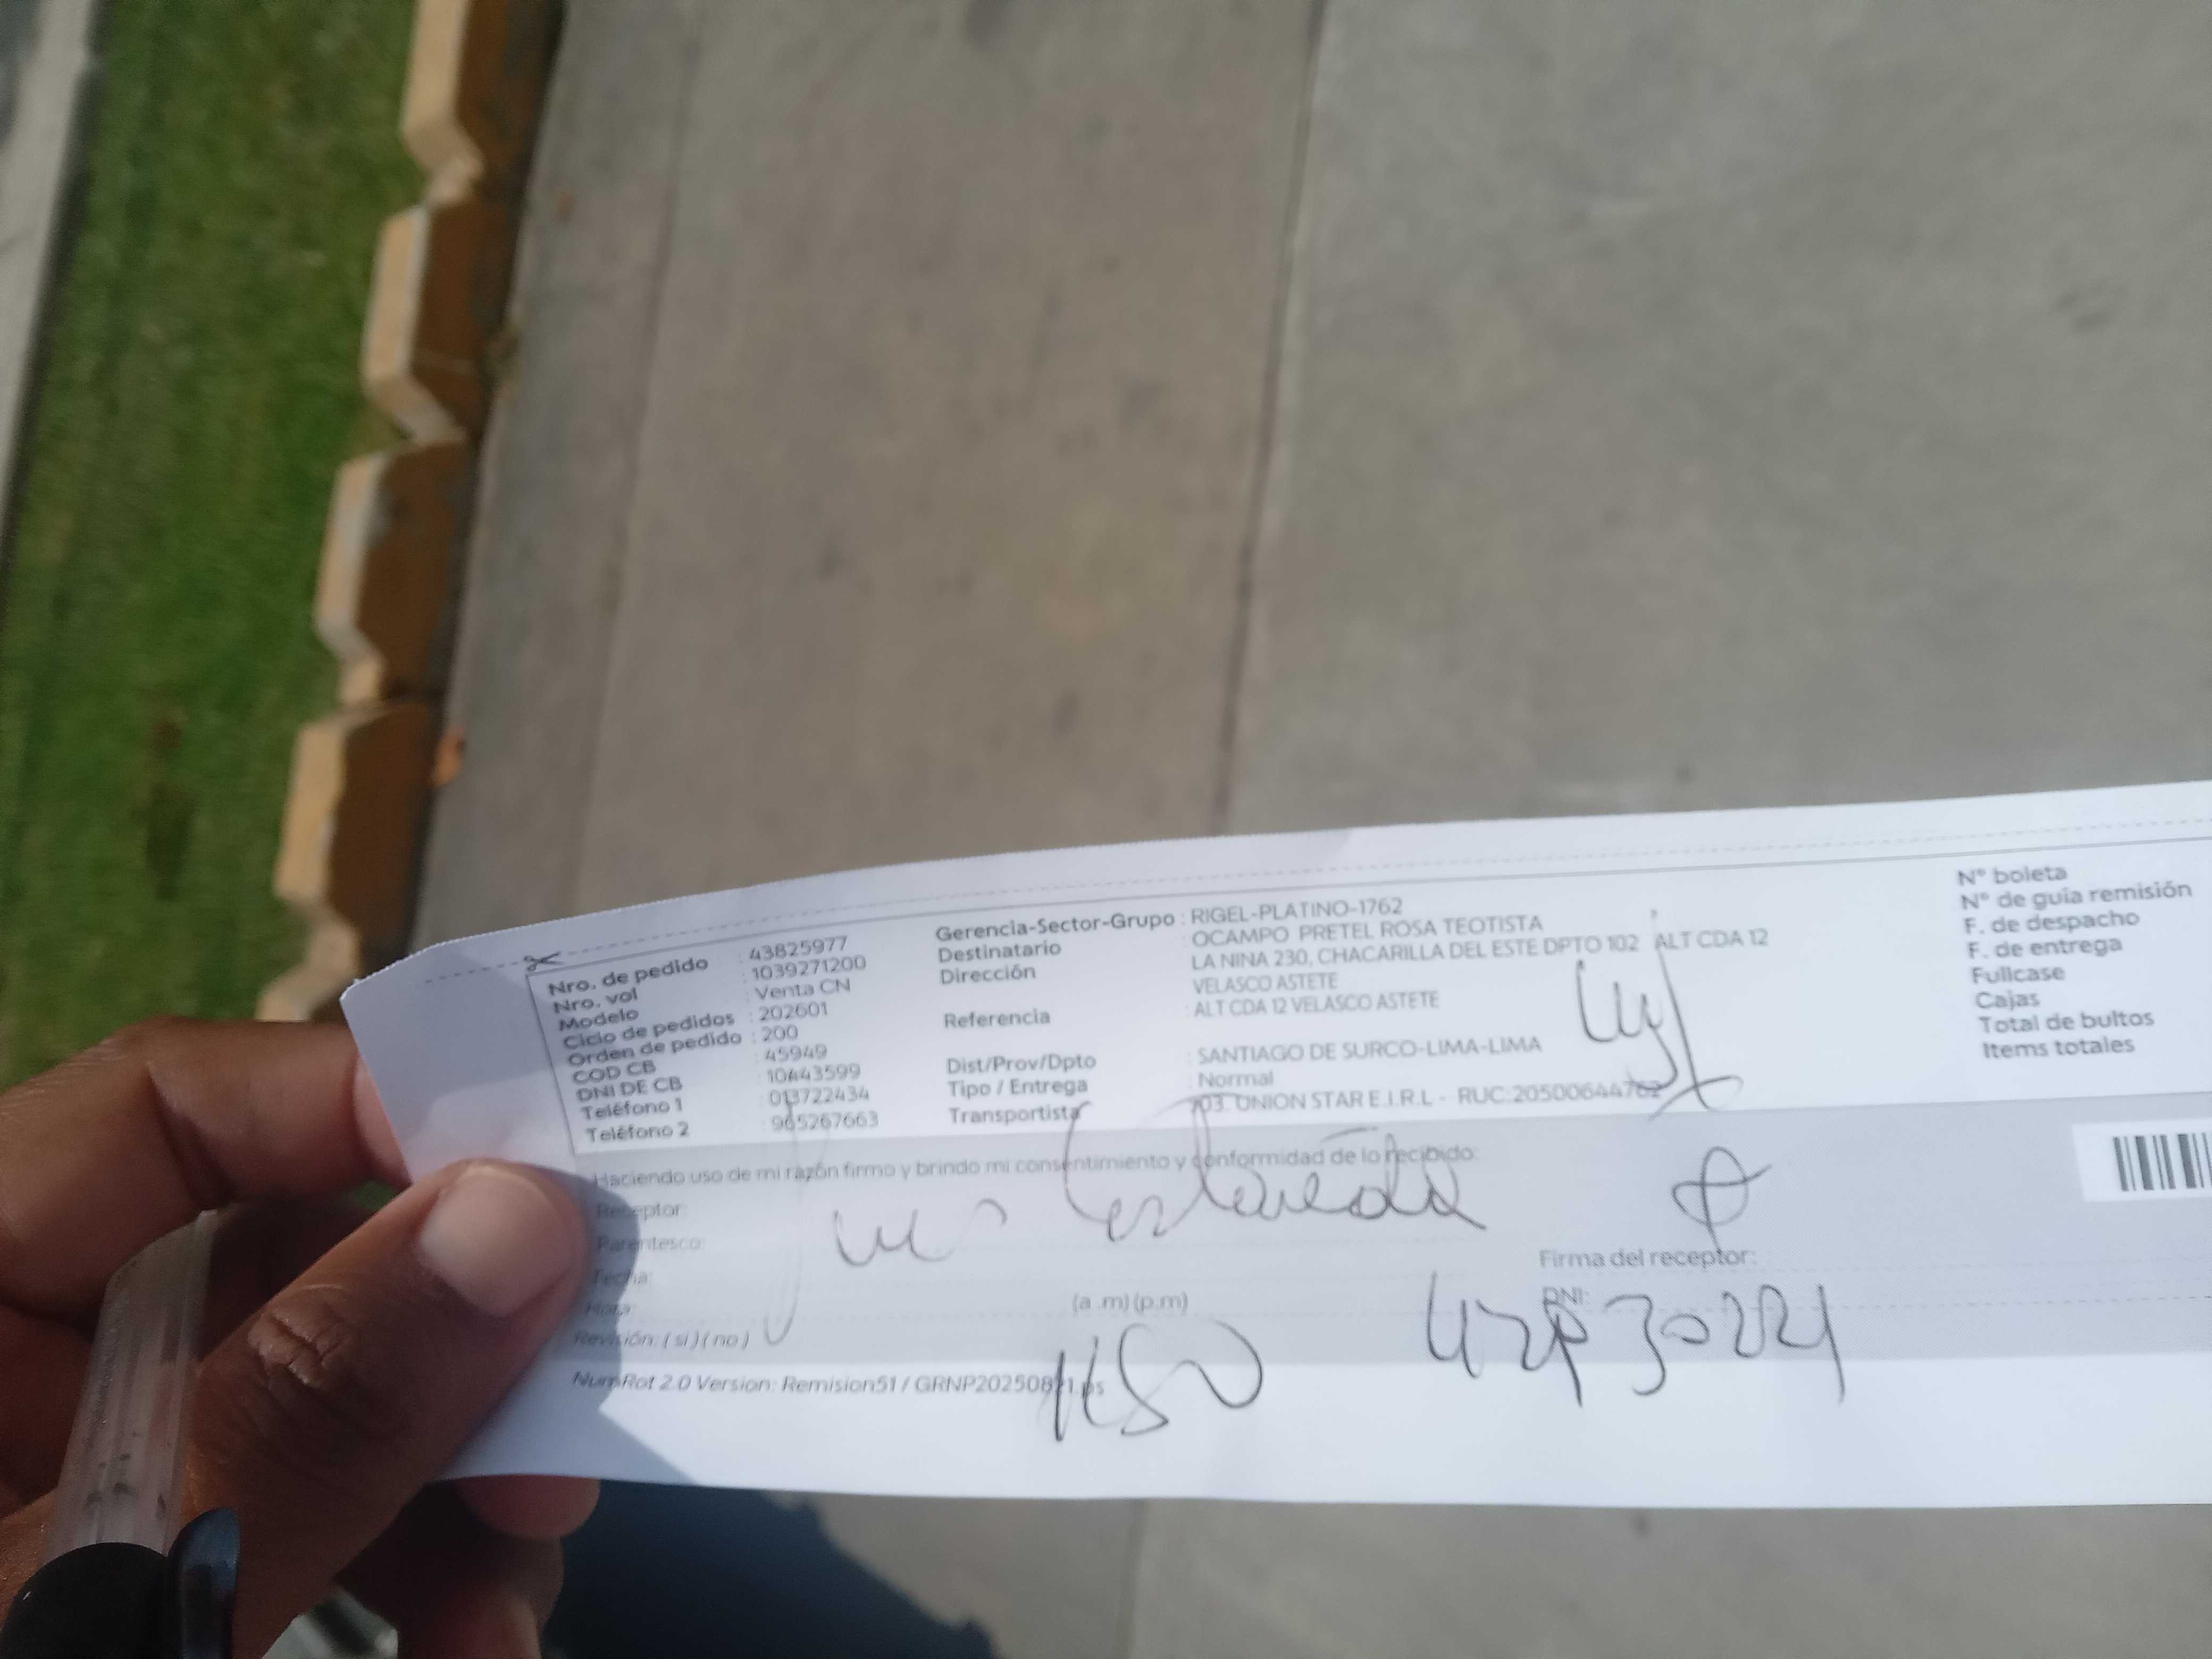 Nro. de pedido : 43825977
Nro. vol : 1039271200
Modelo : Venta CN
Ciclo de pedidos : 202601
Orden de pedido : 200
COD CB : 45949
DNI DE CB : 10443599
Teléfono 1 : 013722434
Teléfono 2 : 965267663
Gerencia-Sector-Grupo : RIGEL-PLATINO-1762
Destinatario : OCAMPO PRETEL ROSA TEOTISTA
Dirección : LA NINA 230, CHACARILLA DEL ESTE DPTO 102 ALT CDA 12
VELASCO ASTETE
Referencia : ALT CDA 12 VELASCO ASTETE
Dist/Prov/Dpto : SANTIAGO DE SURCO-LIMA-LIMA
Tipo / Entrega : Normal
Transportista : 703. UNION STAR E.I.R.L - RUC:20500644762
N° boleta
N° de guía remisión
F. de despacho
F. de entrega
Fullcase
Cajas
Total de bultos
Items totales
Haciendo uso de mi razón firmo y brindo mi consentimiento y conformidad de lo recibido:
Receptor:
Parentesco:
Fecha:
Hora: (a .m) (p.m)
Revisión: ( si ) ( no )
Firma del receptor:
DNI:
NumRot 2.0 Version: Remision51 / GRNP20250821.ps